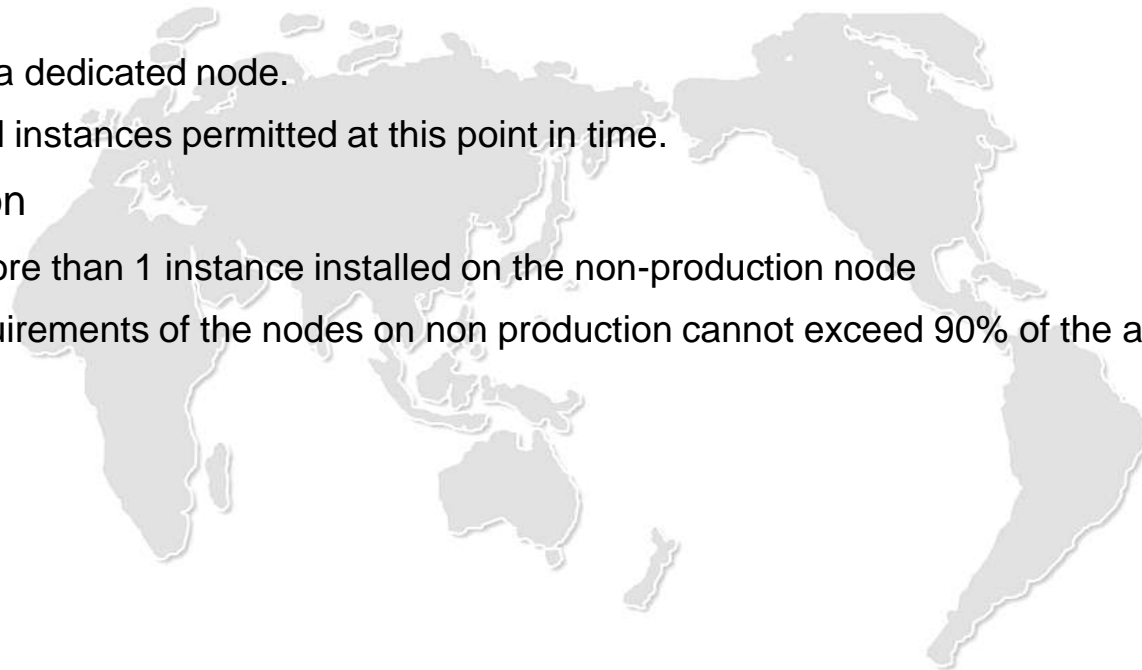 a dedicated node.
instances permitted at this point in time.
on
ore than 1 instance installed on the non-production node
uirements of the nodes on non production cannot exceed 90% of the a